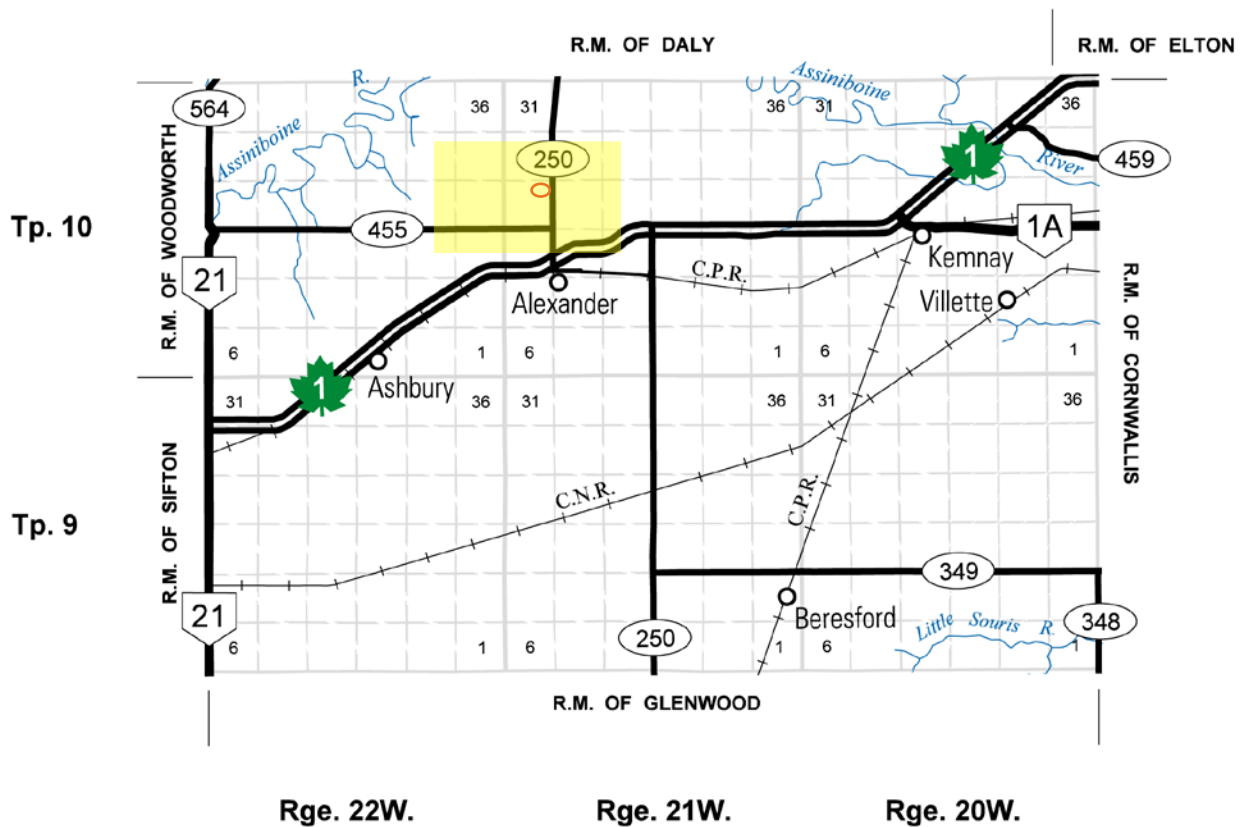 R.M. OF DALY
R.M. OF ELTON
R.
Assiniboine
564
36
31
36
31
36
1
459
River
250
Assiniboine
R.M. OF WOODWORTH
Tp. 10
455
1A
Kemnay
21
C.P.R.
Villette
Alexander
R.M. OF CORNWALLIS
6
1
6
1
6
1
1
Ashbury
31
36
31
36
31
36
R.M. OF SIFTON
C.N.R.
C.P.R.
Tp. 9
349
Beresford
21
250
Little Souris R.
348
6
1
6
1
6
1
R.M. OF GLENWOOD
Rge. 22W.
Rge. 21W.
Rge. 20W.